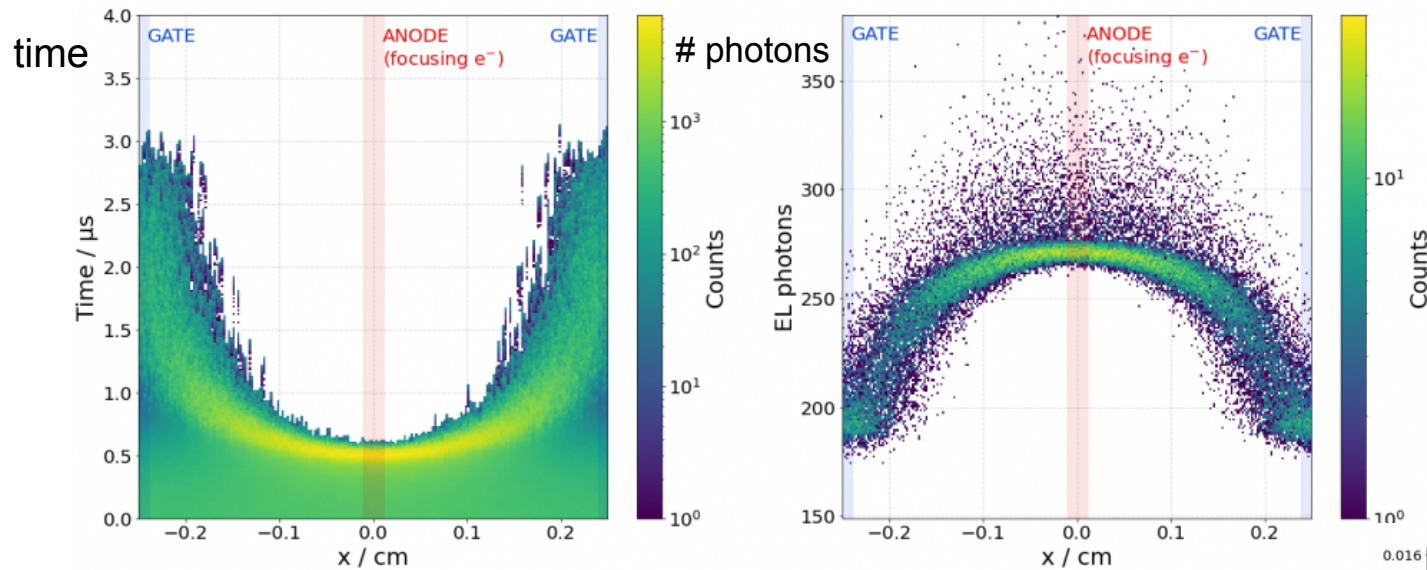 time
Time / μs
4.0
3.5
3.0
2.5
2.0
1.5
1.0
0.5
0.0
GATE
ANODE
(focusing e⁻)
GATE
−0.2
−0.1
0.0
0.1
0.2
x / cm
10³
10²
10¹
10⁰
Counts
# photons
EL photons
350
300
250
200
150
GATE
ANODE
(focusing e⁻)
GATE
−0.2
−0.1
0.0
0.1
0.2
x / cm
10¹
10⁰
Counts
0.016